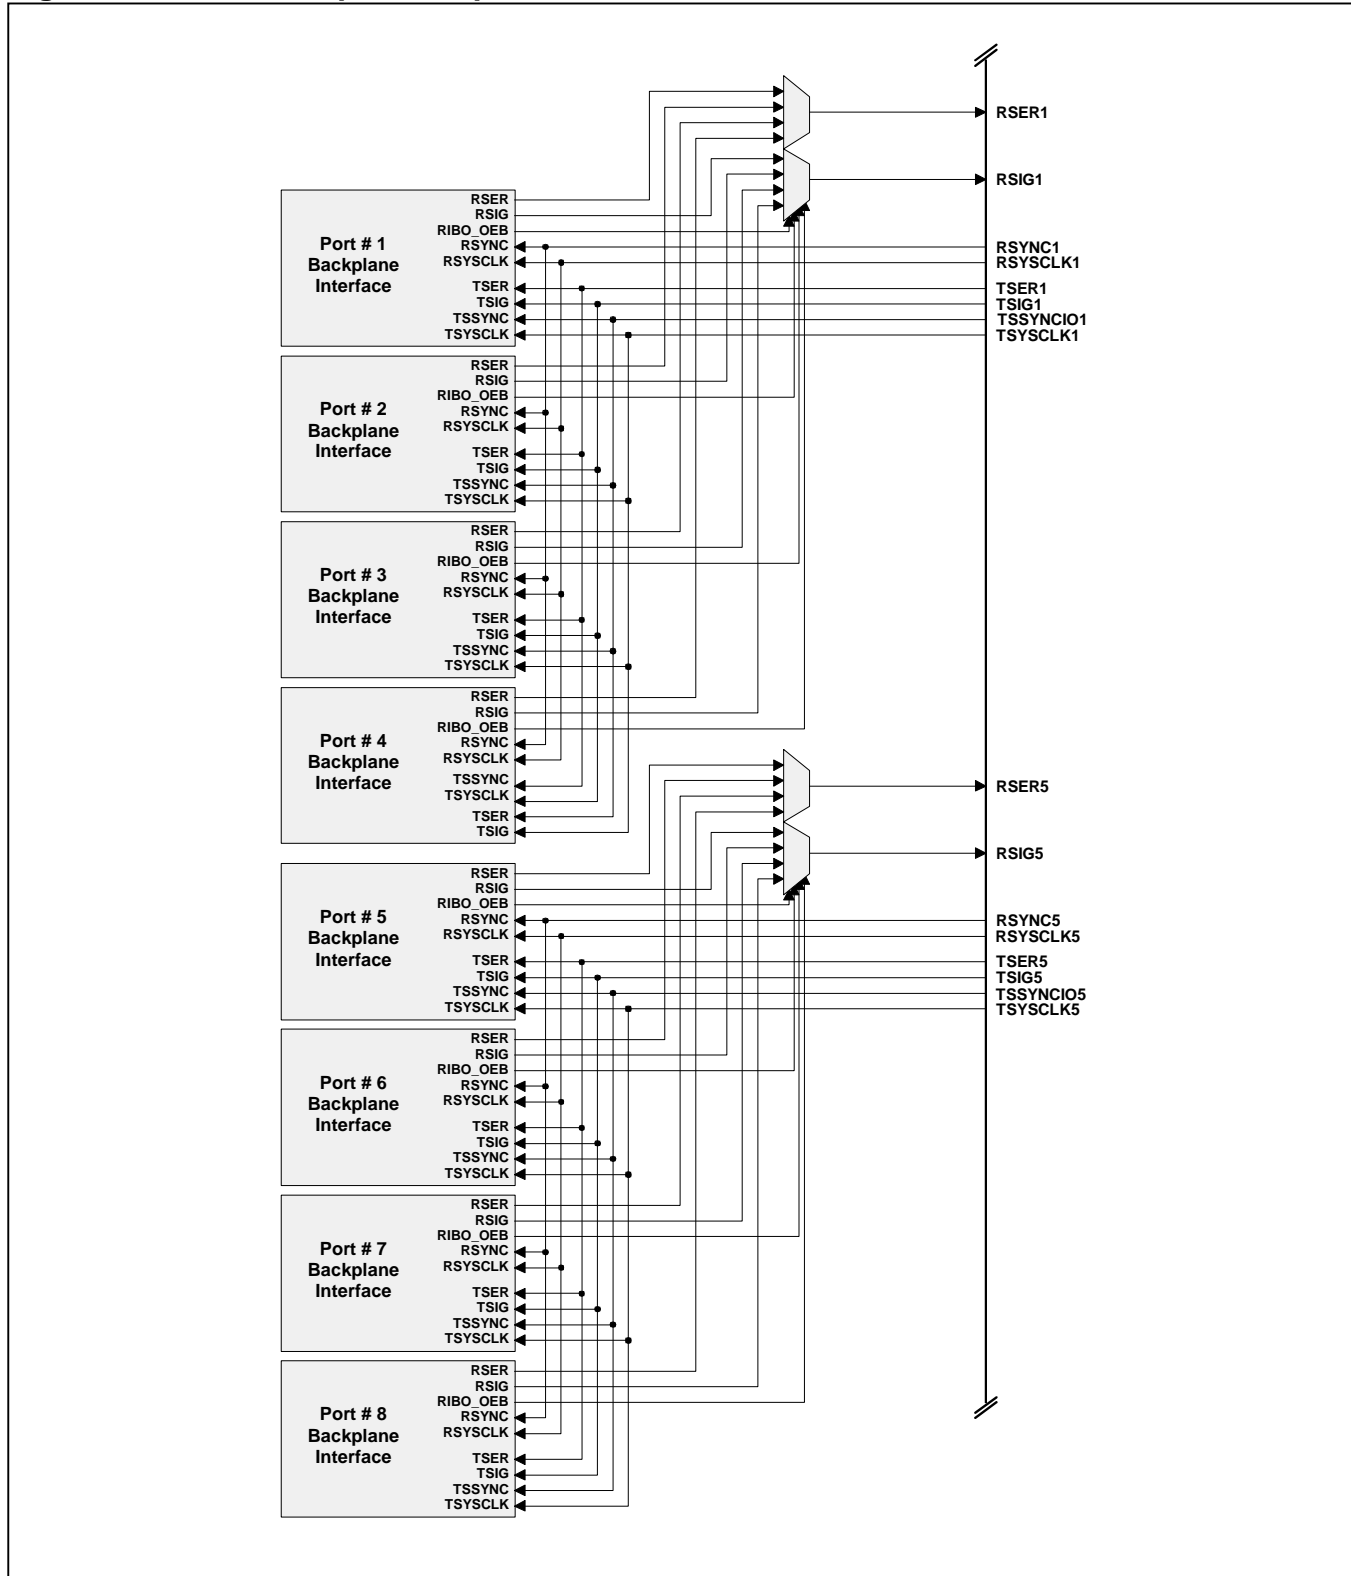 RSER1
RSIG1
RSER
RSIG
RIBO_OEB
RSYNC
RSYSCLK
TSER
TSIG
TSSYNC
TSYSCLK
Port # 1
Backplane
Interface
RSYNC1
RSYSCLK1
TSER1
TSIG1
TSSYNCIO1
TSYSCLK1
RSER
RSIG
RIBO_OEB
RSYNC
RSYSCLK
TSER
TSIG
TSSYNC
TSYSCLK
Port # 2
Backplane
Interface
RSER
RSIG
RIBO_OEB
RSYNC
RSYSCLK
TSER
TSIG
TSSYNC
TSYSCLK
Port # 3
Backplane
Interface
RSER
RSIG
RIBO_OEB
RSYNC
RSYSCLK
TSSYNC
TSYSCLK
TSER
TSIG
Port # 4
Backplane
Interface
RSER5
RSIG5
RSER
RSIG
RIBO_OEB
RSYNC
RSYSCLK
TSER
TSIG
TSSYNC
TSYSCLK
Port # 5
Backplane
Interface
RSYNC5
RSYSCLK5
TSER5
TSIG5
TSSYNCIO5
TSYSCLK5
RSER
RSIG
RIBO_OEB
RSYNC
RSYSCLK
TSER
TSIG
TSSYNC
TSYSCLK
Port # 6
Backplane
Interface
RSER
RSIG
RIBO_OEB
RSYNC
RSYSCLK
TSER
TSIG
TSSYNC
TSYSCLK
Port # 7
Backplane
Interface
RSER
RSIG
RIBO_OEB
RSYNC
RSYSCLK
TSER
TSIG
TSSYNC
TSYSCLK
Port # 8
Backplane
Interface